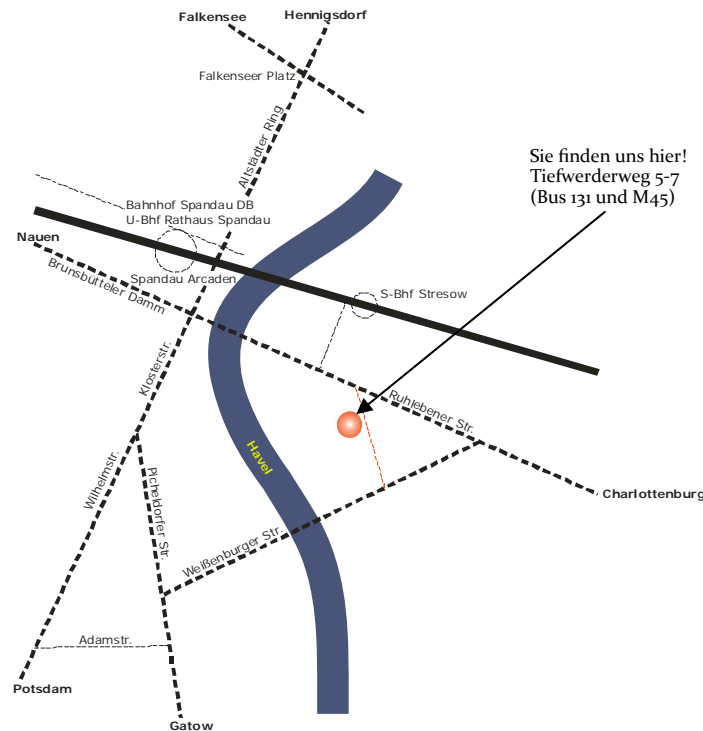 Hennigsdorf
Falkensee
Falkenseer Platz
Altstädter Ring
Sie finden uns hier!
Tiefwerderweg 5-7
(Bus 131 und M45)
Bahnhof Spandau DB
U-Bhf Rathaus Spandau
Nauen
Spandau Arcaden
Brunsbütteler Damm
S-Bhf Stresow
Klosterstr.
Ruhlebener Str.
Havel
Wilhelmstr.
Picheldorfer Str.
Charlottenburg
Weißenburger Str.
Adamstr.
Potsdam
Gatow